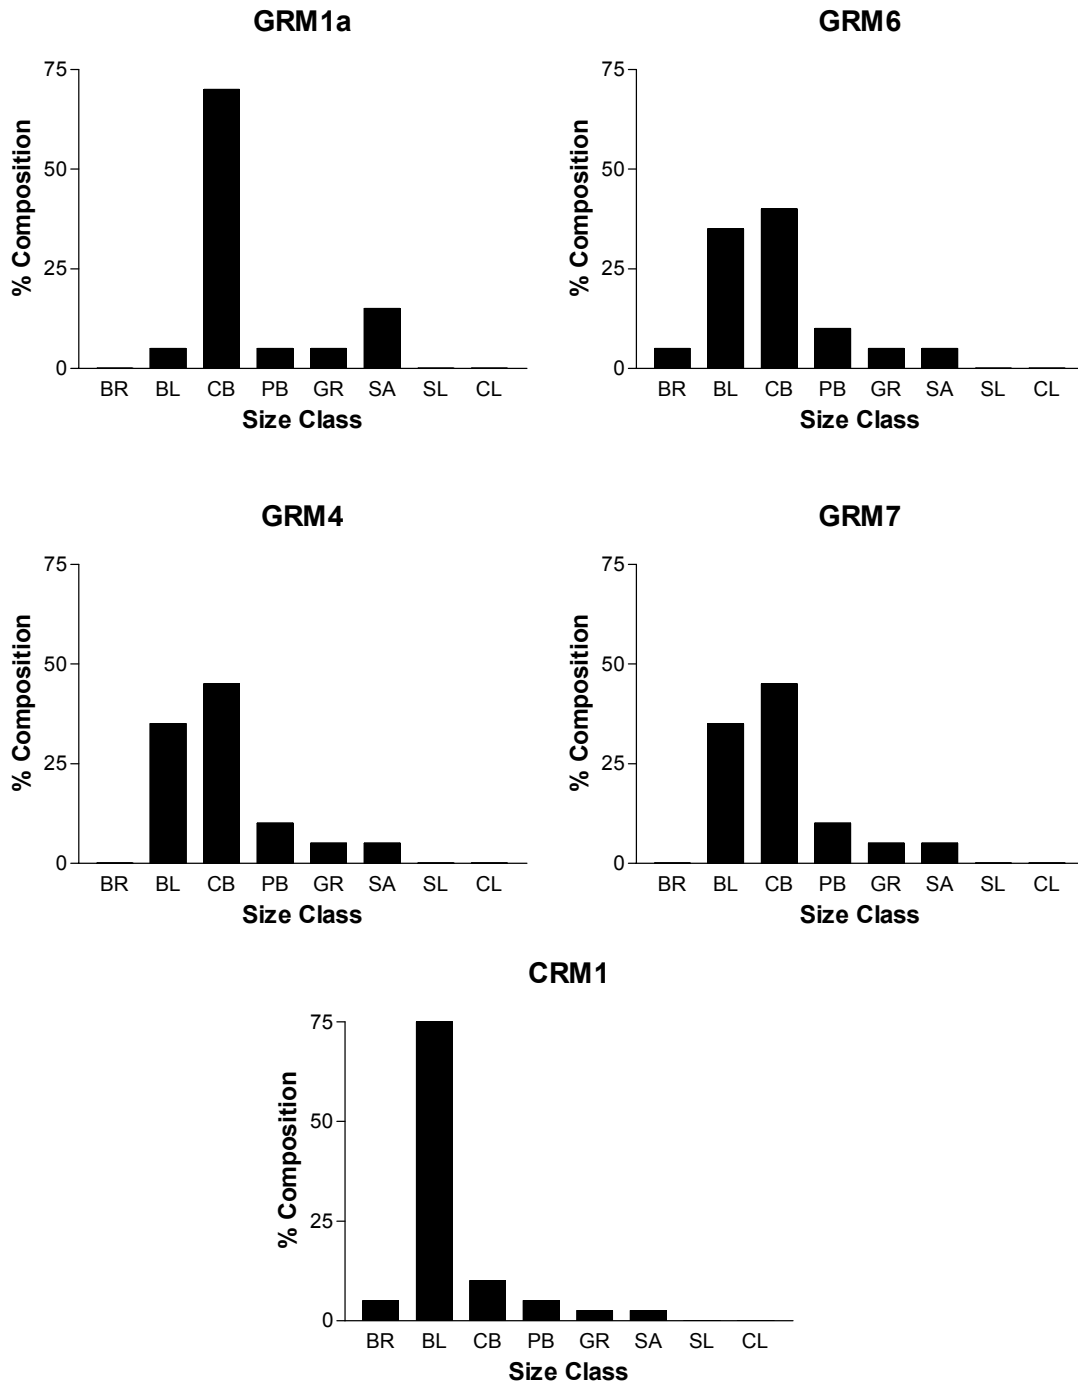 GRM1a
75
50
25
0
% Composition
BR BL CB PB GR SA SL CL
Size Class
GRM6
75
50
25
0
% Composition
BR BL CB PB GR SA SL CL
Size Class
GRM4
75
50
25
0
% Composition
BR BL CB PB GR SA SL CL
Size Class
GRM7
75
50
25
0
% Composition
BR BL CB PB GR SA SL CL
Size Class
CRM1
75
50
25
0
% Composition
BR BL CB PB GR SA SL CL
Size Class